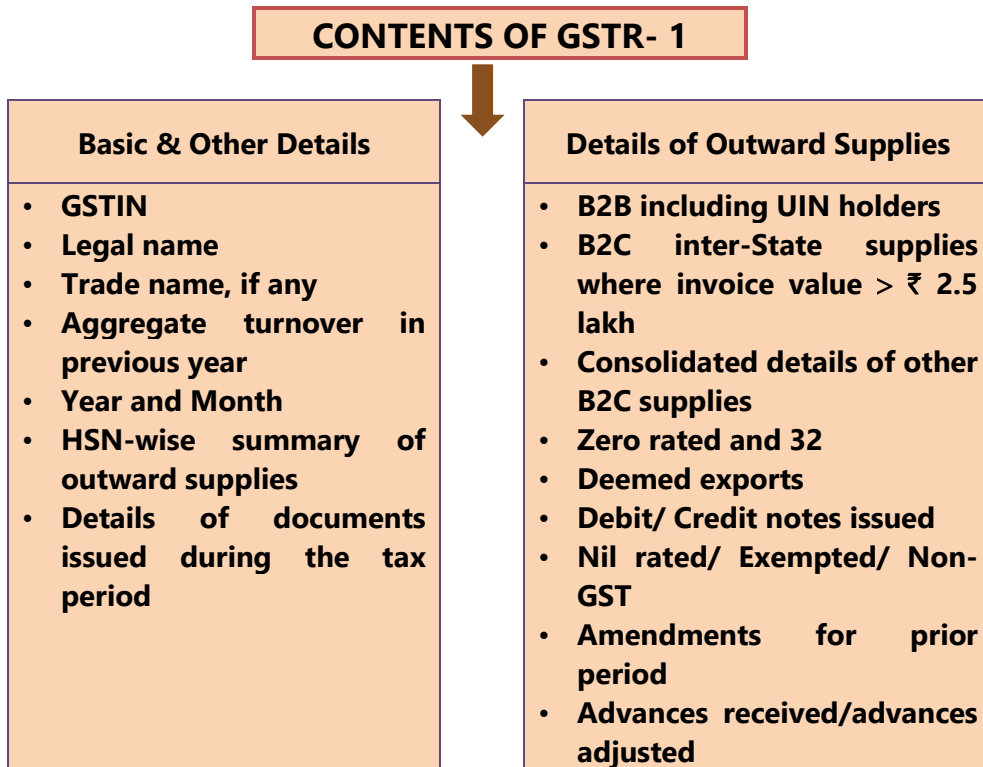 CONTENTS OF GSTR- 1
Basic & Other Details
• GSTIN
• Legal name
• Trade name, if any
• Aggregate turnover in
previous year
• Year and Month
• HSN-wise summary of
outward supplies
• Details of documents
issued during the tax
period
Details of Outward Supplies
• B2B including UIN holders
• B2C inter-State supplies
where invoice value > ₹ 2.5
lakh
• Consolidated details of other
B2C supplies
• Zero rated and 32
• Deemed exports
• Debit/ Credit notes issued
• Nil rated/ Exempted/ Non-
GST
• Amendments for prior
period
• Advances received/advances
adjusted